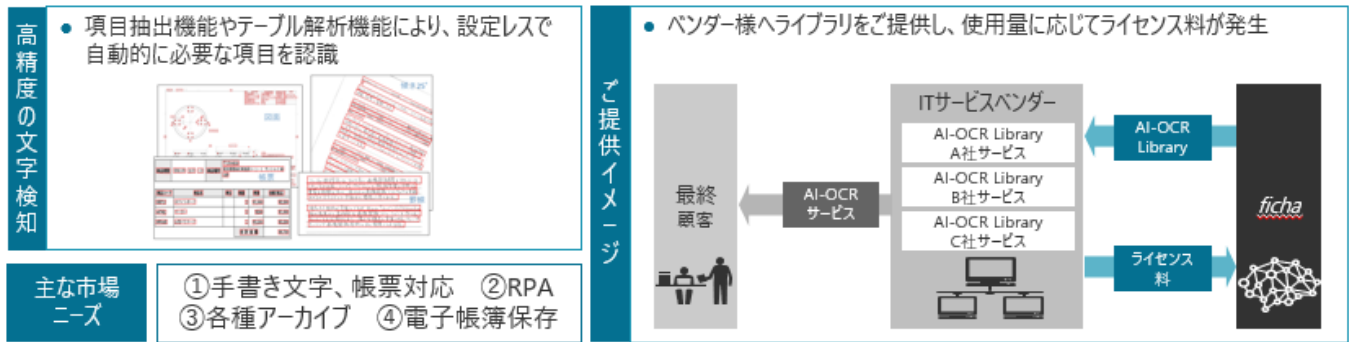 高精度の文字検知
● 項目抽出機能やテーブル解析機能により、設定レスで
自動的に必要な項目を認識
傾き25°
図面
帳票
主な市場
ニーズ
①手書き文字、帳票対応 ②RPA
③各種アーカイブ ④電子帳簿保存
ご提供イメージ
● ベンダー様へライブラリをご提供し、使用量に応じてライセンス料が発生
最終
顧客
AI-OCR
サービス
ITサービスベンダー
AI-OCR Library
A社サービス
AI-OCR Library
B社サービス
AI-OCR Library
C社サービス
AI-OCR
Library
ライセンス
料
ficha